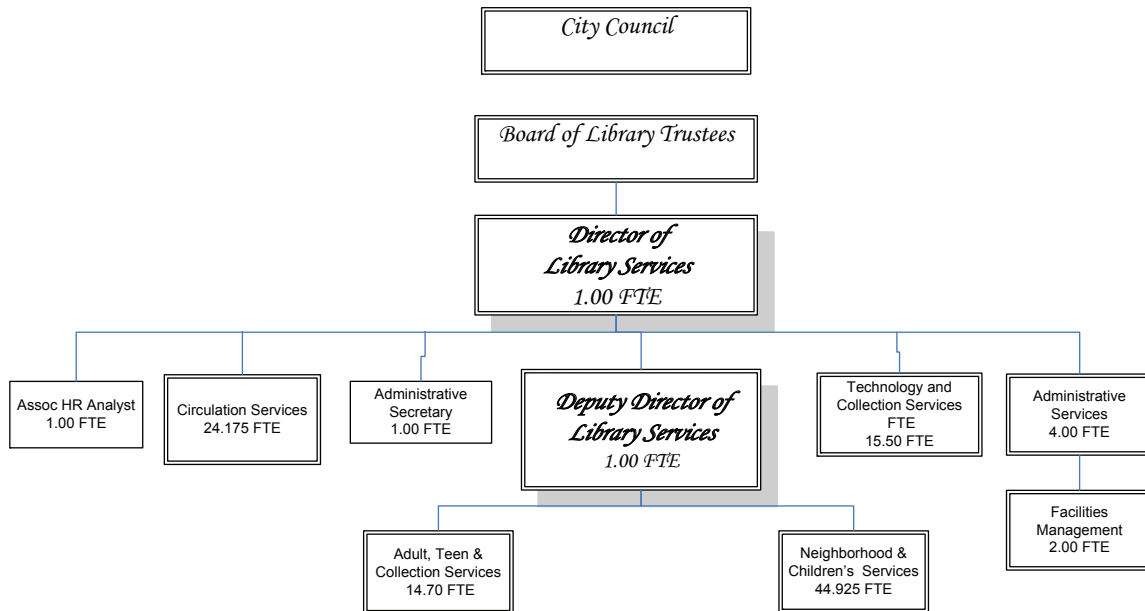 City Council
Board of Library Trustees
Director of
Library Services
1.00 FTE
Assoc HR Analyst
1.00 FTE
Circulation Services
24.175 FTE
Administrative
Secretary
1.00 FTE
Deputy Director of
Library Services
1.00 FTE
Technology and
Collection Services
FTE
15.50 FTE
Administrative
Services
4.00 FTE
Adult, Teen &
Collection Services
14.70 FTE
Neighborhood &
Children’s Services
44.925 FTE
Facilities
Management
2.00 FTE